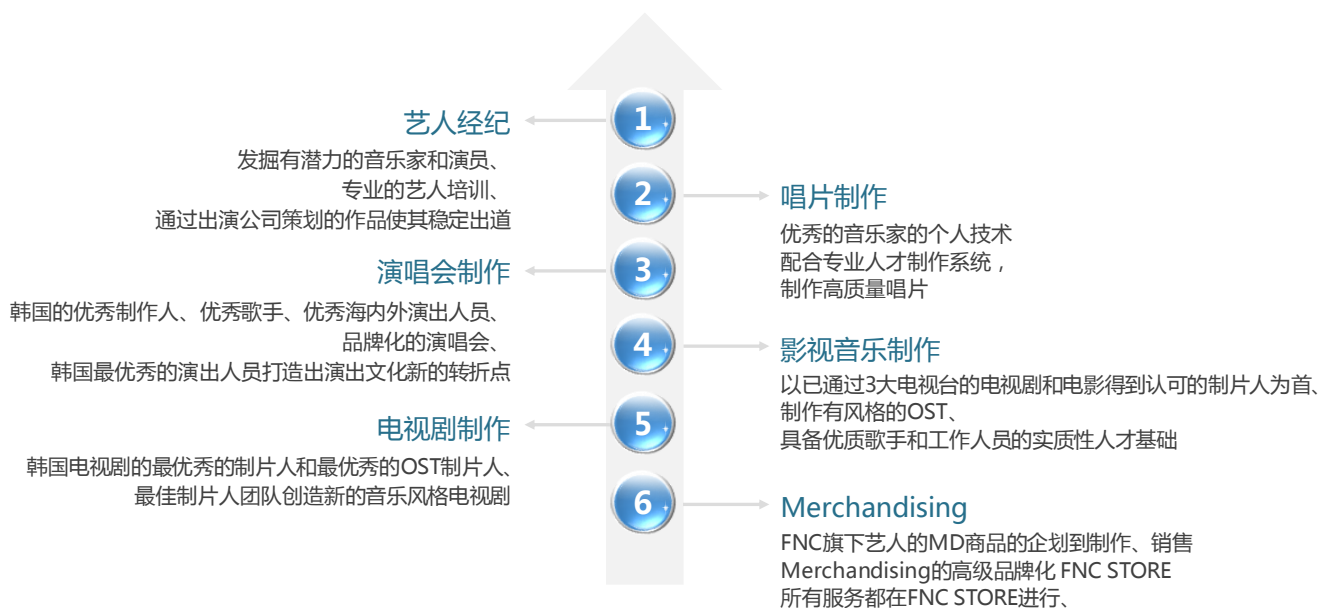 1
艺人经纪
发掘有潜力的音乐家和演员、
专业的艺人培训、
通过出演公司策划的作品使其稳定出道
2
唱片制作
优秀的音乐家的个人技术
配合专业人才制作系统，
制作高质量唱片
3
演唱会制作
韩国的优秀制作人、优秀歌手、优秀海内外演出人员、
品牌化的演唱会、
韩国最优秀的演出人员打造出演出文化新的转折点
4
影视音乐制作
以已通过3大电视台的电视剧和电影得到认可的制片人为首、
制作有风格的OST、
具备优质歌手和工作人员的实质性人才基础
5
电视剧制作
韩国电视剧的最优秀的制片人和最优秀的OST制片人、
最佳制片人团队创造新的音乐风格电视剧
6
Merchandising
FNC旗下艺人的MD商品的企划到制作、销售
Merchandising的高级品牌化 FNC STORE
所有服务都在FNC STORE进行、